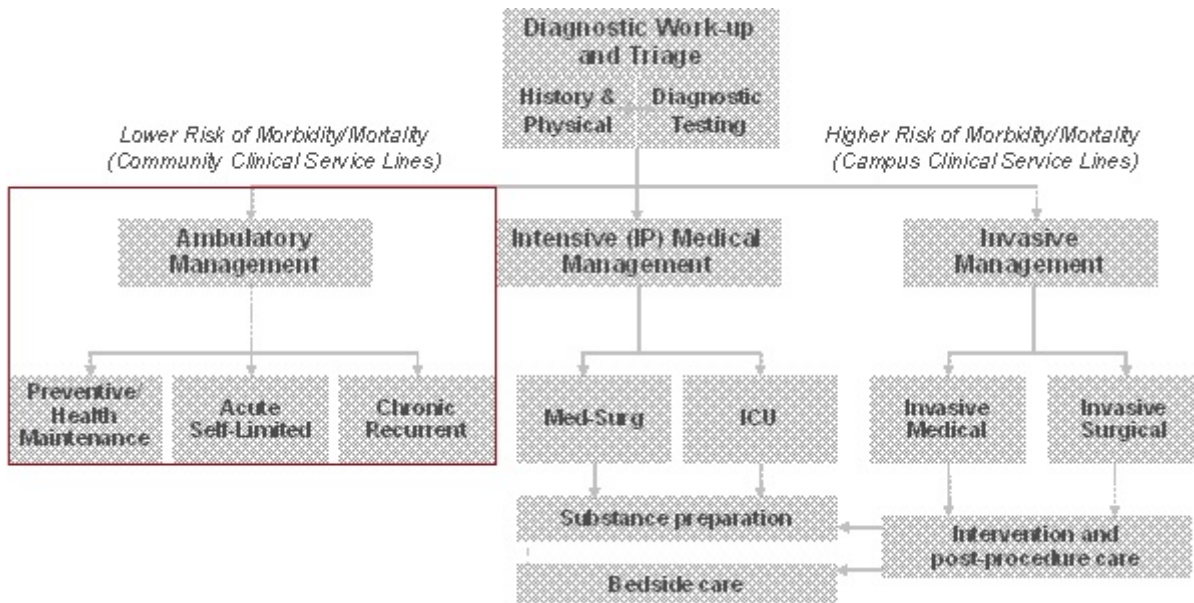 Diagnostic Work-up
and Triage
History &
Physical
Diagnostic
Testing
Lower Risk of Morbidity/Mortality
(Community Clinical Service Lines)
Higher Risk of Morbidity/Mortality
(Campus Clinical Service Lines)
Ambulatory
Management
Intensive (IP) Medical
Management
Invasive
Management
Preventive/
Health
Maintenance
Acute
Self-Limited
Chronic
Recurrent
Med-Surg
ICU
Invasive
Medical
Invasive
Surgical
Substance preparation
Intervention and
post-procedure care
Bedside care